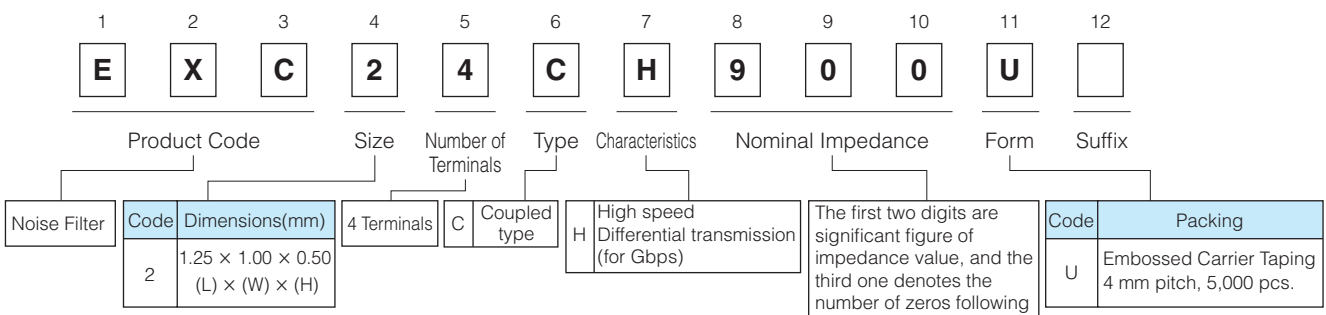 1 2 3 4 5 6 7 8 9 10 11 12
E X C 2 4 C H 9 0 0 U
Product Code Size Number of Terminals Type Characteristics Nominal Impedance Form Suffix
Noise Filter
Code Dimensions(mm)
2 1.25 × 1.00 × 0.50
(L) × (W) × (H)
4 Terminals
C Coupled
type
H High speed
Differential transmission
(for Gbps)
The first two digits are
significant figure of
impedance value, and the
third one denotes the
number of zeros following
Code Packing
U Embossed Carrier Taping
4 mm pitch, 5,000 pcs.